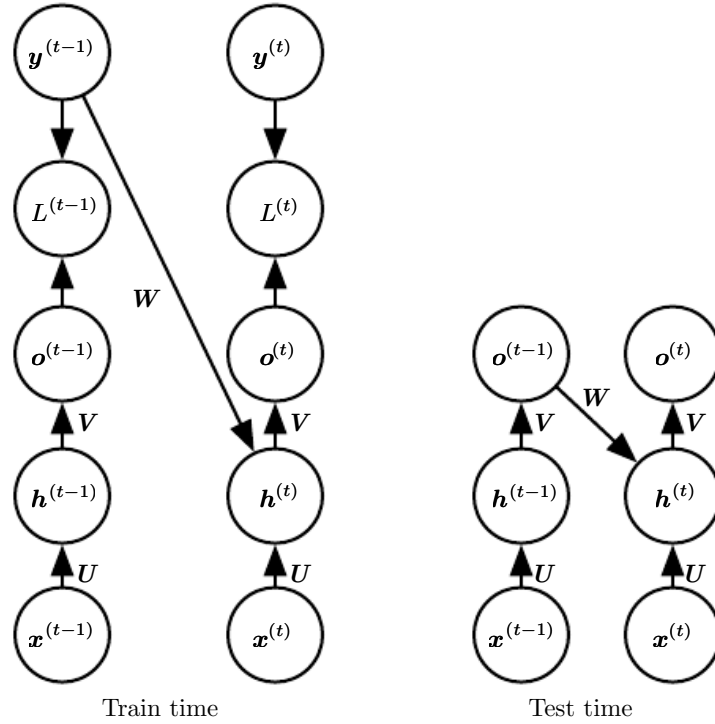 y^{(t−1)} y^{(t)}
L^{(t−1)} L^{(t)}
W
o^{(t−1)} o^{(t)} o^{(t−1)} o^{(t)}
W
V V V V
h^{(t−1)} h^{(t)} h^{(t−1)} h^{(t)}
U U U U
x^{(t−1)} x^{(t)} x^{(t−1)} x^{(t)}
Train time Test time